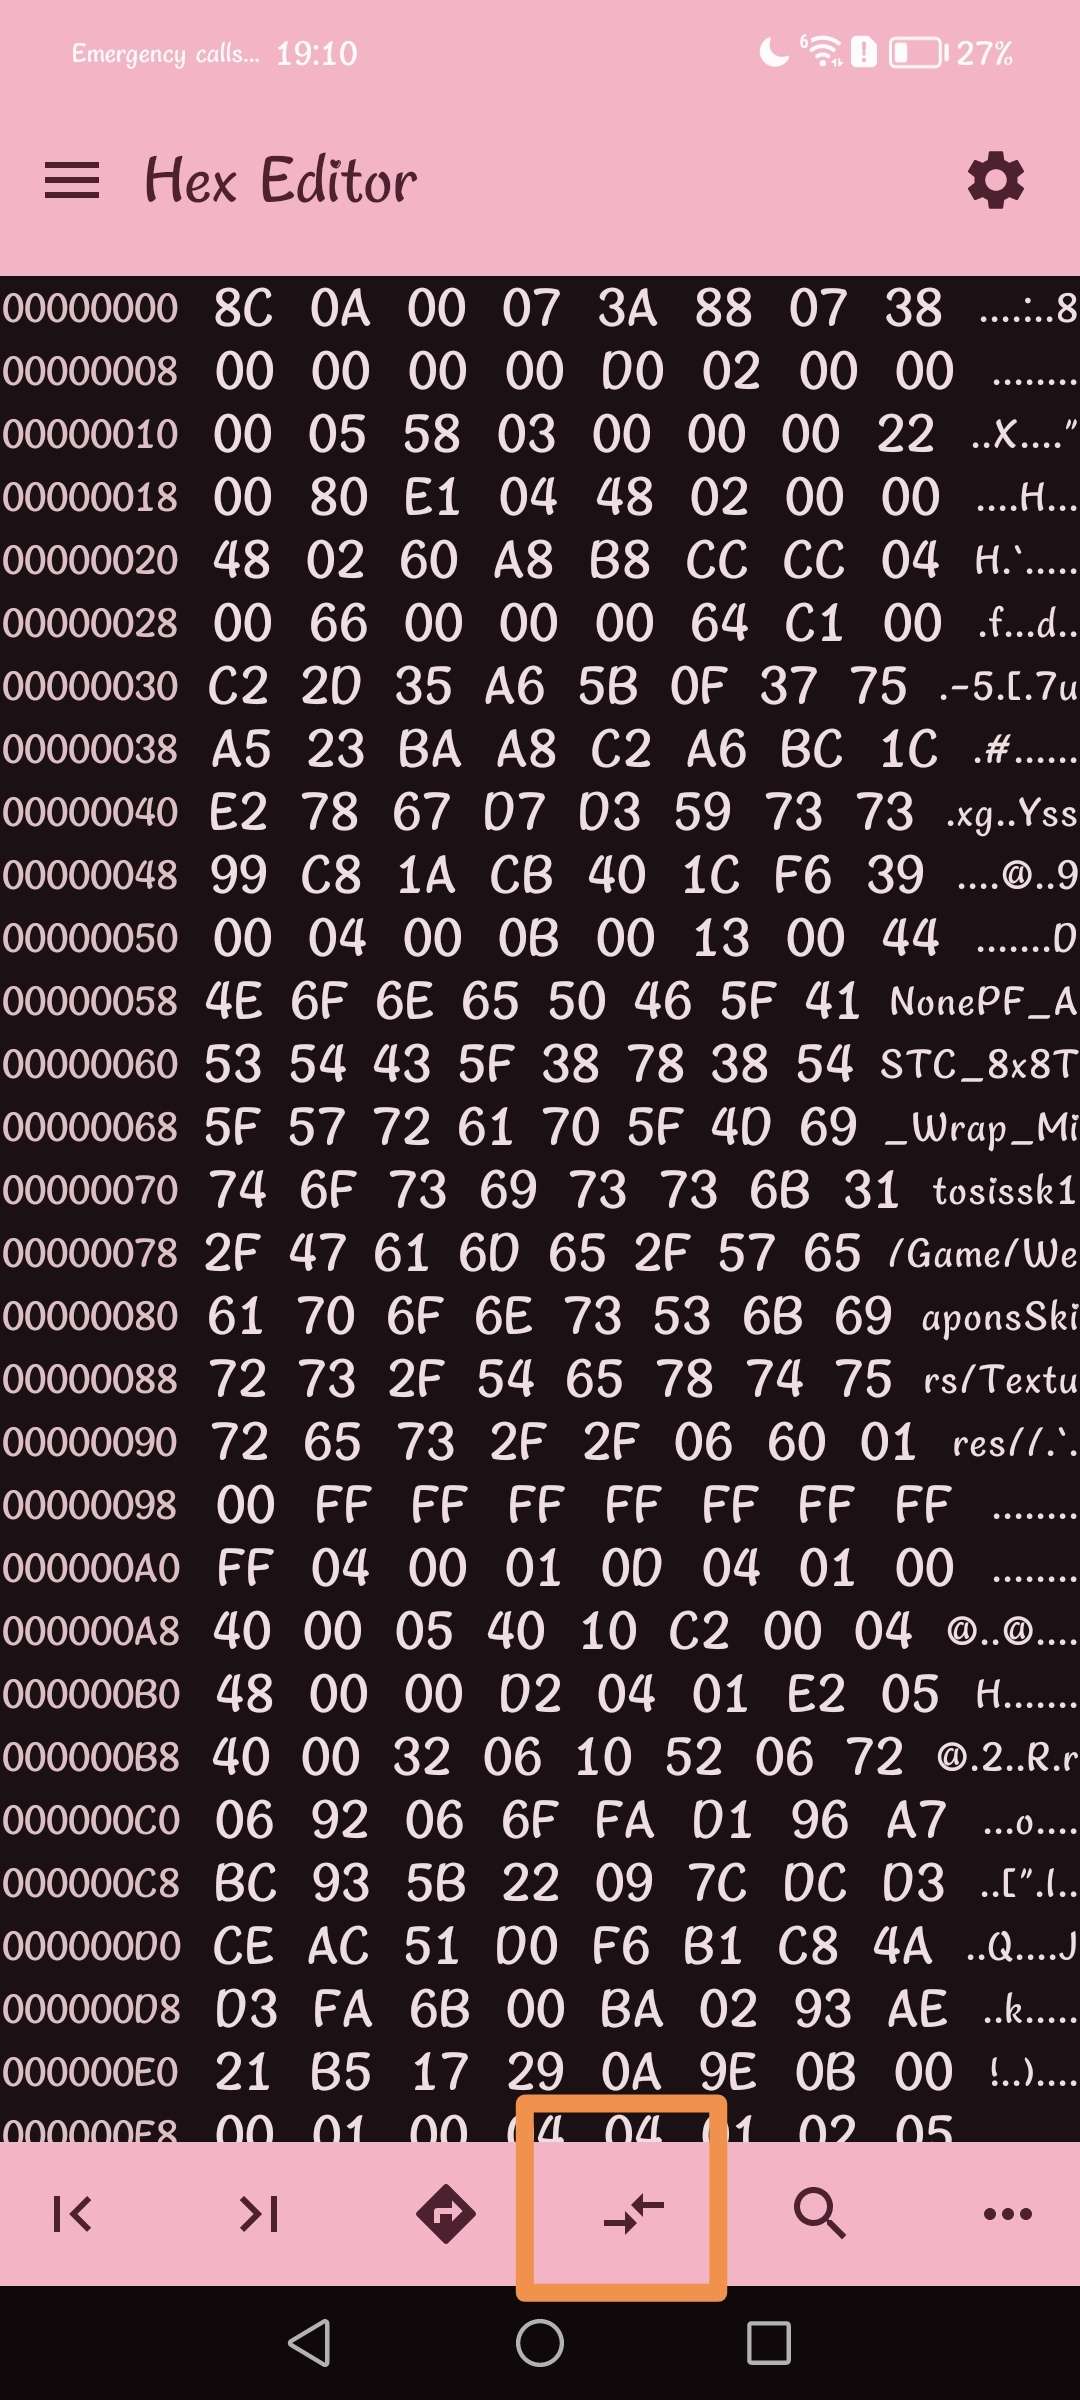 Emergency calls... 19:10 6 27%
Hex Editor
00000000 8C 0A 00 07 3A 88 07 38 ....:..8
00000008 00 00 00 00 D0 02 00 00 ........
00000010 00 05 58 03 00 00 00 22 ..X...."
00000018 00 80 E1 04 48 02 00 00 ....H...
00000020 48 02 60 A8 B8 CC CC 04 H.`.....
00000028 00 66 00 00 00 64 C1 00 .f...d..
00000030 C2 2D 35 A6 5B 0F 37 75 .-5.[.7u
00000038 A5 23 BA A8 C2 A6 BC 1C .#......
00000040 E2 78 67 D7 D3 59 73 73 .xg..Yss
00000048 99 C8 1A CB 40 1C F6 39 ....@..9
00000050 00 04 00 0B 00 13 00 44 .......D
00000058 4E 6F 6E 65 50 46 5F 41 NonePF_A
00000060 53 54 43 5F 38 78 38 54 STC_8x8T
00000068 5F 57 72 61 70 5F 4D 69 _Wrap_Mi
00000070 74 6F 73 69 73 73 6B 31 tosissk1
00000078 2F 47 61 6D 65 2F 57 65 /Game/We
00000080 61 70 6F 6E 73 53 6B 69 aponsSki
00000088 72 73 2F 54 65 78 74 75 rs/Textu
00000090 72 65 73 2F 2F 06 60 01 res//.`.
00000098 00 FF FF FF FF FF FF FF ........
000000A0 FF 04 00 01 0D 04 01 00 ........
000000A8 40 00 05 40 10 C2 00 04 @..@....
000000B0 48 00 00 D2 04 01 E2 05 H.......
000000B8 40 00 32 06 10 52 06 72 @.2..R.r
000000C0 06 92 06 6F FA D1 96 A7 ...o....
000000C8 BC 93 5B 22 09 7C DC D3 ..[".|..
000000D0 CE AC 51 D0 F6 B1 C8 4A ..Q....J
000000D8 D3 FA 6B 00 BA 02 93 AE ..k.....
000000E0 21 B5 17 29 0A 9E 0B 00 !..)....
000000E8 00 01 00 04 04 01 02 05